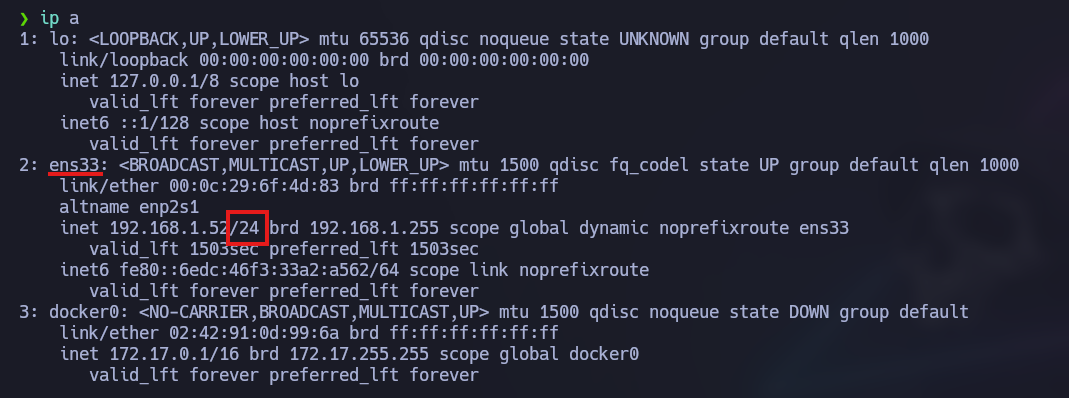 ❯ ip a
1: lo: <LOOPBACK,UP,LOWER_UP> mtu 65536 qdisc noqueue state UNKNOWN group default qlen 1000
    link/loopback 00:00:00:00:00:00 brd 00:00:00:00:00:00
    inet 127.0.0.1/8 scope host lo
       valid_lft forever preferred_lft forever
    inet6 ::1/128 scope host noprefixroute
       valid_lft forever preferred_lft forever
2: ens33: <BROADCAST,MULTICAST,UP,LOWER_UP> mtu 1500 qdisc fq_codel state UP group default qlen 1000
    link/ether 00:0c:29:6f:4d:83 brd ff:ff:ff:ff:ff:ff
    altname enp2s1
    inet 192.168.1.52/24 brd 192.168.1.255 scope global dynamic noprefixroute ens33
       valid_lft 1503sec preferred_lft 1503sec
    inet6 fe80::6edc:46f3:33a2:a562/64 scope link noprefixroute
       valid_lft forever preferred_lft forever
3: docker0: <NO-CARRIER,BROADCAST,MULTICAST,UP> mtu 1500 qdisc noqueue state DOWN group default
    link/ether 02:42:91:0d:99:6a brd ff:ff:ff:ff:ff:ff
    inet 172.17.0.1/16 brd 172.17.255.255 scope global docker0
       valid_lft forever preferred_lft forever